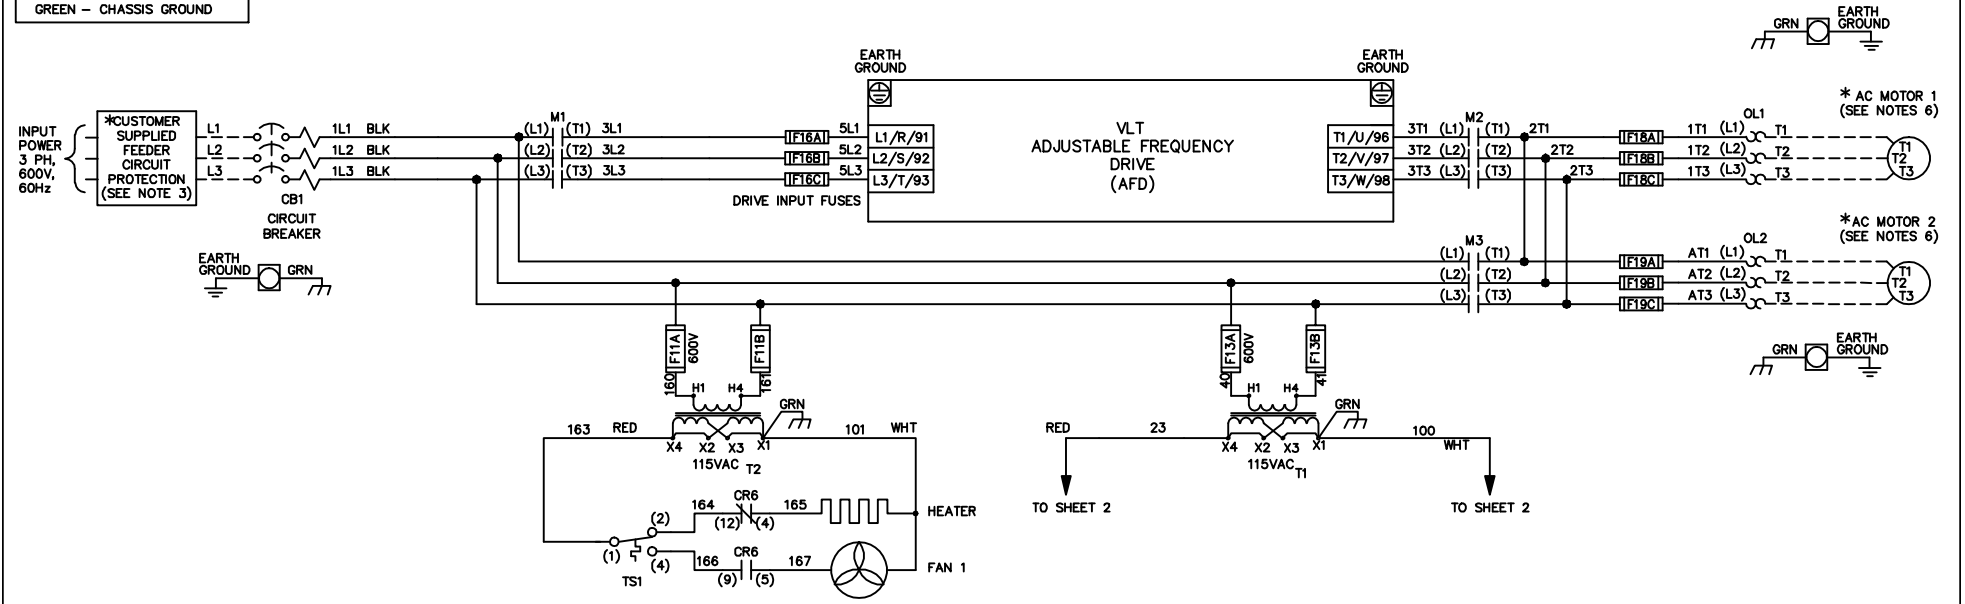 GREEN – CHASSIS GROUND
GRN
EARTH
GROUND
EARTH
GROUND
EARTH
GROUND
* AC MOTOR 1
(SEE NOTES 6)
INPUT
POWER
3 PH,
600V,
60Hz
*CUSTOMER
SUPPLIED
FEEDER
CIRCUIT
PROTECTION
(SEE NOTE 3)
L1
L2
L3
CB1
CIRCUIT
BREAKER
1L1 BLK
1L2 BLK
1L3 BLK
M1
(L1) (T1) 3L1
(L2) (T2) 3L2
(L3) (T3) 3L3
F16A
F16B
F16C
DRIVE INPUT FUSES
5L1
5L2
5L3
L1/R/91
L2/S/92
L3/T/93
VLT
ADJUSTABLE FREQUENCY
DRIVE
(AFD)
T1/U/96
T2/V/97
T3/W/98
3T1 (L1)
3T2 (L2)
3T3 (L3)
M2
(T1) 2T1
(T2) 2T2
(T3) 2T3
F18A
F18B
F18C
1T1 (L1)
1T2 (L2)
1T3 (L3)
OL1
T1
T2
T3
T1
T2
T3
EARTH
GROUND
GRN
M3
(L1) (T1)
(L2) (T2)
(L3) (T3)
F19A
F19B
F19C
AT1 (L1)
AT2 (L2)
AT3 (L3)
OL2
T1
T2
T3
*AC MOTOR 2
(SEE NOTES 6)
T1
T2
T3
GRN
EARTH
GROUND
F11A
600V
F11B
160
161
H1 H4
GRN
163 RED
101 WHT
X4 X2 X3 X1
115VAC T2
F13A
600V
F13B
40
41
H1 H4
GRN
RED 23
100
WHT
X4 X2 X3 X1
115VAC T1
TO SHEET 2
TO SHEET 2
164 CR6 165
(12) (4)
HEATER
(2)
(1)
(4)
TS1
166 CR6 167
(9) (5)
FAN 1